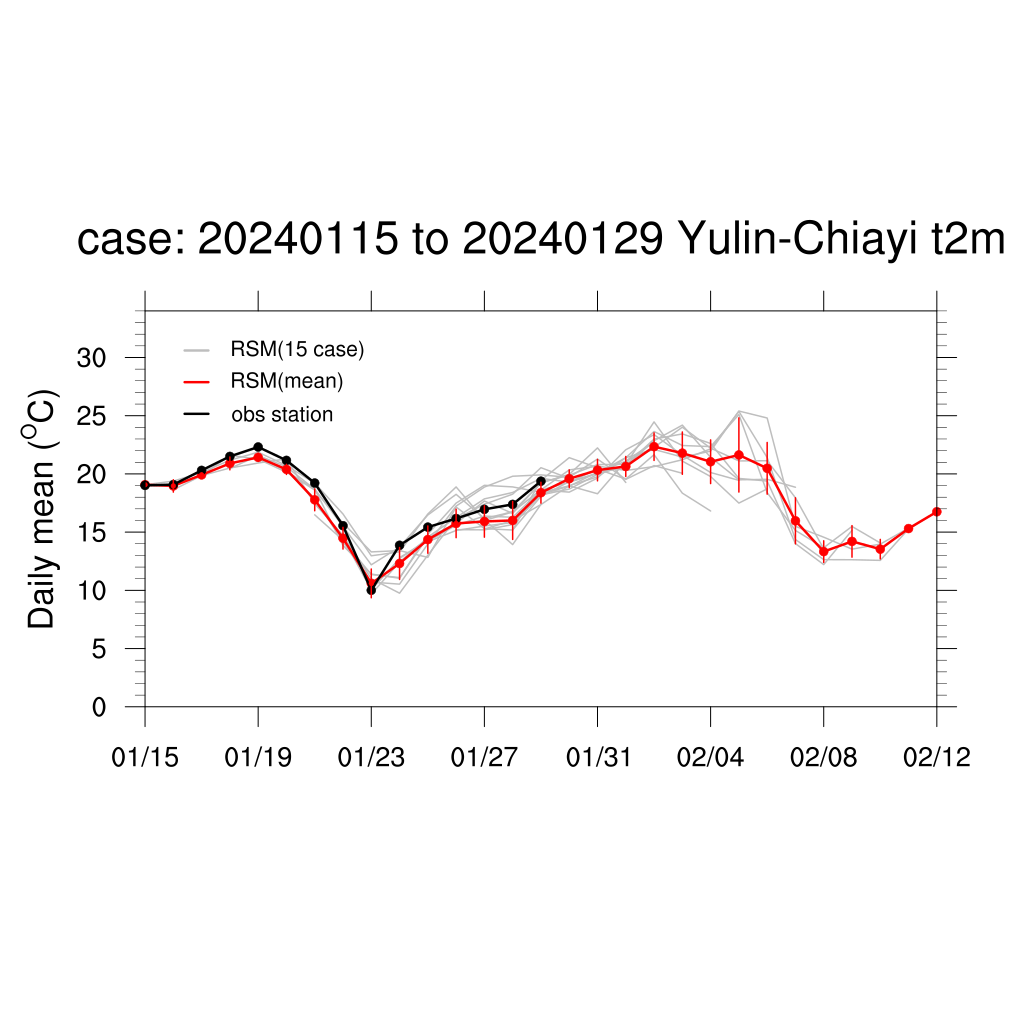 case: 20240115 to 20240129 Yulin-Chiayi t2m
RSM(15 case)
RSM(mean)
obs station
Daily mean (°C)
30
25
20
15
10
5
0
01/15 01/19 01/23 01/27 01/31 02/04 02/08 02/12